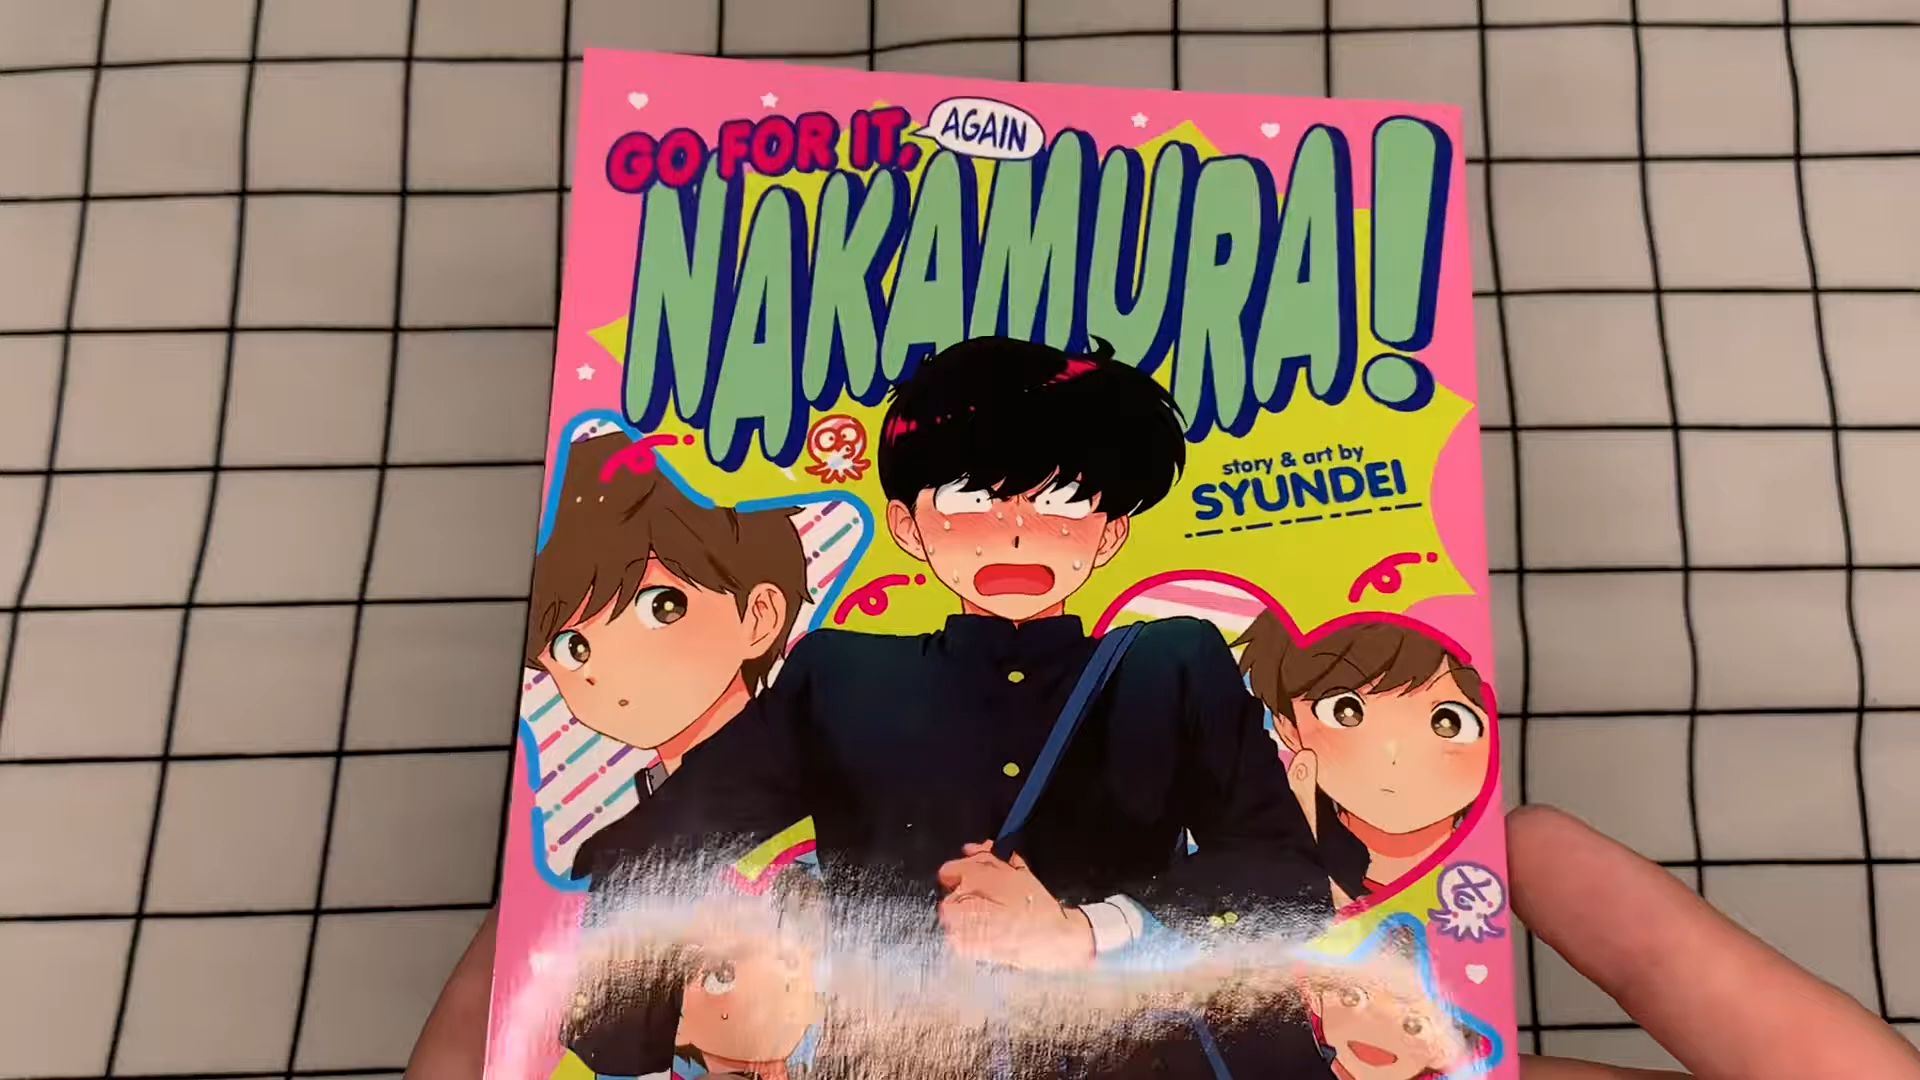 GO FOR IT,
AGAIN
NAKAMURA!
story & art by
SYUNDEI